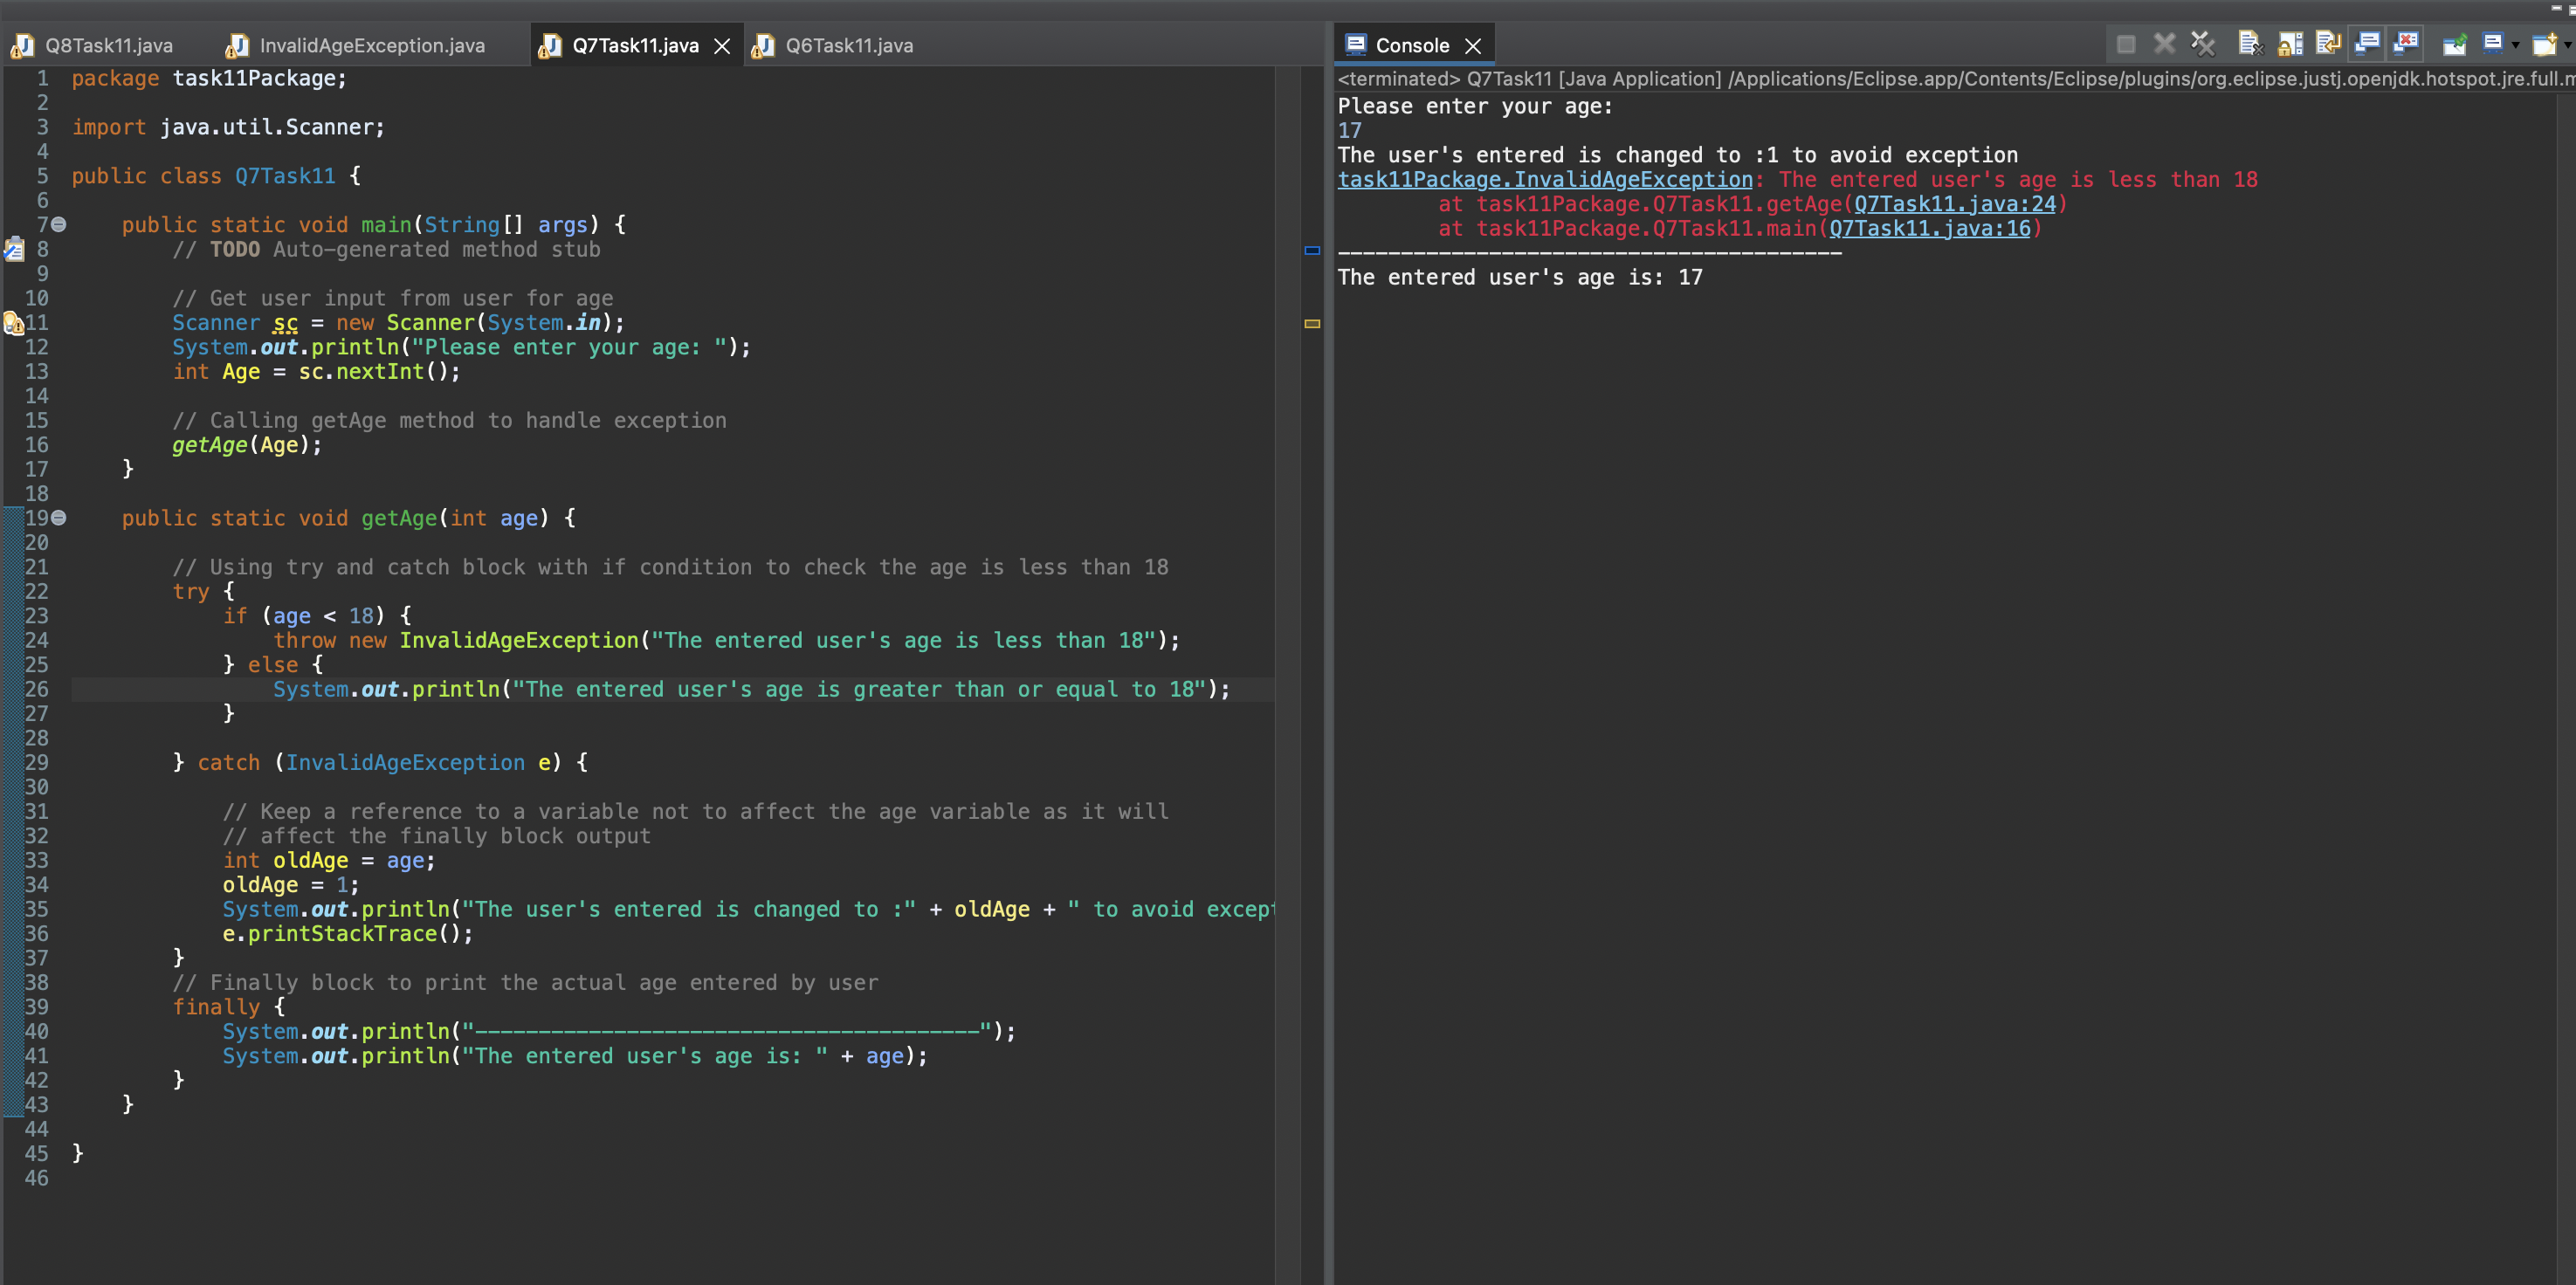 Q8Task11.java InvalidAgeException.java Q7Task11.java Q6Task11.java
1 package task11Package;
2
3 import java.util.Scanner;
4
5 public class Q7Task11 {
6
7 public static void main(String[] args) {
8 // TODO Auto-generated method stub
9
10 // Get user input from user for age
11 Scanner sc = new Scanner(System.in);
12 System.out.println("Please enter your age: ");
13 int Age = sc.nextInt();
14
15 // Calling getAge method to handle exception
16 getAge(Age);
17 }
18
19 public static void getAge(int age) {
20
21 // Using try and catch block with if condition to check the age is less than 18
22 try {
23 if (age < 18) {
24 throw new InvalidAgeException("The entered user's age is less than 18");
25 } else {
26 System.out.println("The entered user's age is greater than or equal to 18");
27 }
28
29 } catch (InvalidAgeException e) {
30
31 // Keep a reference to a variable not to affect the age variable as it will
32 // affect the finally block output
33 int oldAge = age;
34 oldAge = 1;
35 System.out.println("The user's entered is changed to :" + oldAge + " to avoid except
36 e.printStackTrace();
37 }
38 // Finally block to print the actual age entered by user
39 finally {
40 System.out.println("----------------------------------------");
41 System.out.println("The entered user's age is: " + age);
42 }
43 }
44
45 }
46
Console
<terminated> Q7Task11 [Java Application] /Applications/Eclipse.app/Contents/Eclipse/plugins/org.eclipse.justj.openjdk.hotspot.jre.full.m
Please enter your age:
17
The user's entered is changed to :1 to avoid exception
task11Package.InvalidAgeException: The entered user's age is less than 18
at task11Package.Q7Task11.getAge(Q7Task11.java:24)
at task11Package.Q7Task11.main(Q7Task11.java:16)
----------------------------------------
The entered user's age is: 17